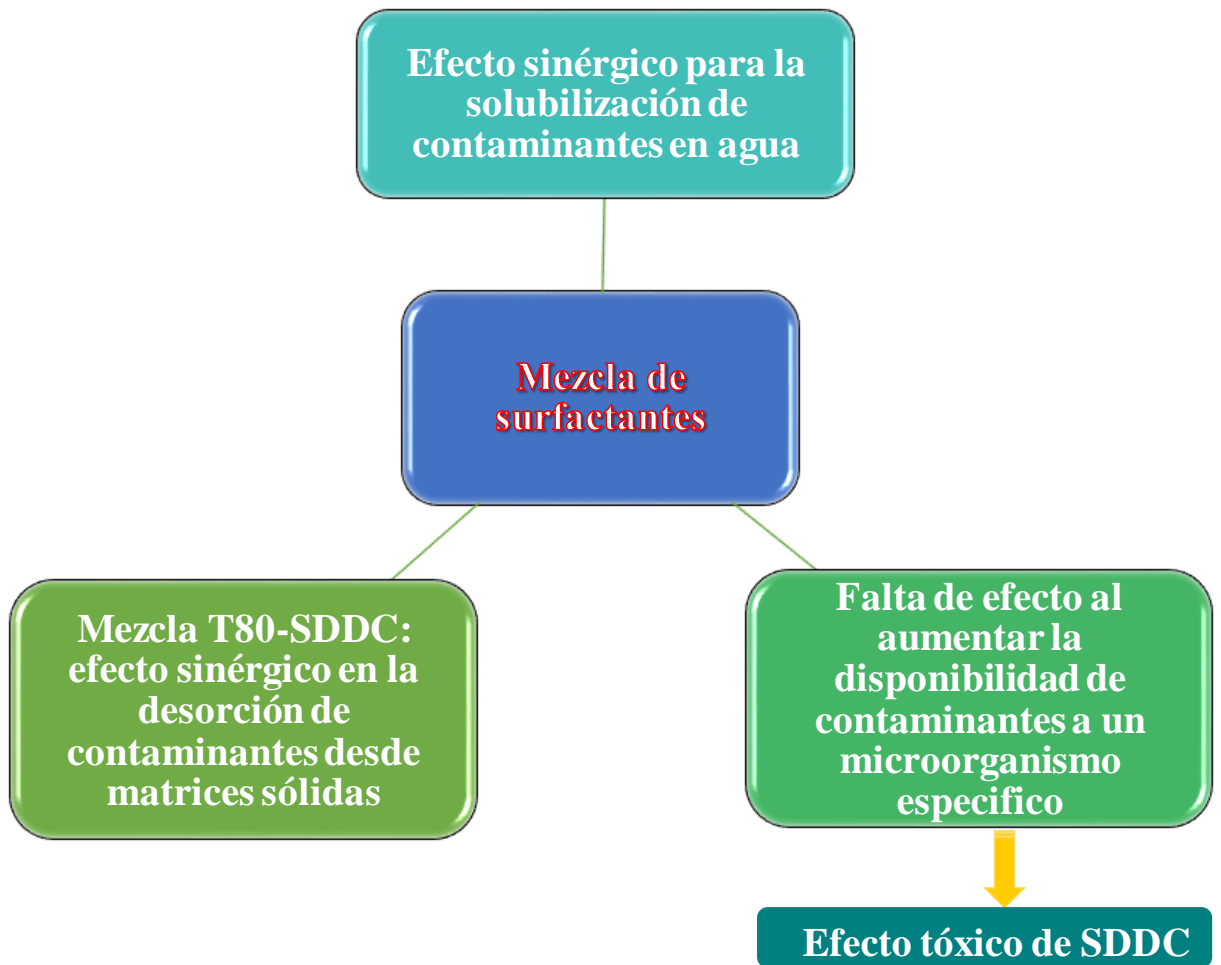 Efecto sinérgico para la
solubilización de
contaminantes en agua
Mezcla de
surfactantes
Mezcla T80-SDDC:
efecto sinérgico en la
desorción de
contaminantes desde
matrices sólidas
Falta de efecto al
aumentar la
disponibilidad de
contaminantes a un
microorganismo
especifico
Efecto tóxico de SDDC